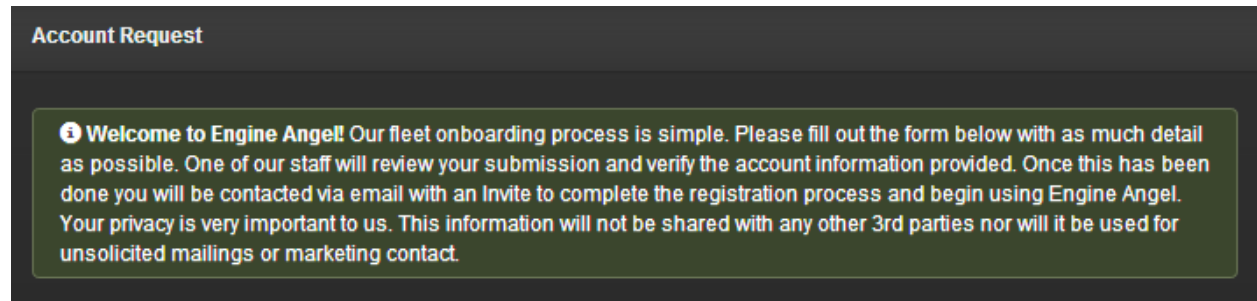 Account Request
Welcome to Engine Angel! Our fleet onboarding process is simple. Please fill out the form below with as much detail
as possible. One of our staff will review your submission and verify the account information provided. Once this has been
done you will be contacted via email with an Invite to complete the registration process and begin using Engine Angel.
Your privacy is very important to us. This information will not be shared with any other 3rd parties nor will it be used for
unsolicited mailings or marketing contact.